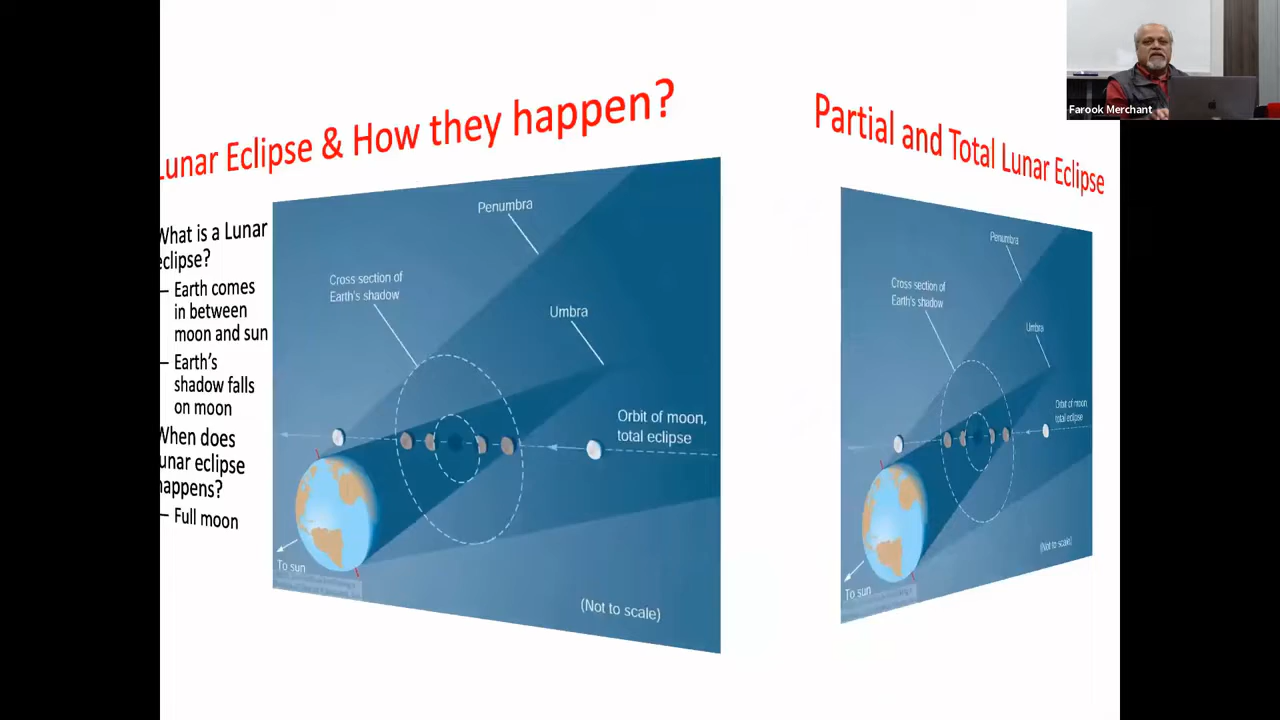 Farook Merchant
Lunar Eclipse & How they happen?
What is a Lunar
eclipse?
– Earth comes
in between
moon and sun
– Earth's
shadow falls
on moon
When does
lunar eclipse
happens?
– Full moon
Penumbra
Cross section of
Earth's shadow
Umbra
Orbit of moon,
total eclipse
To sun
(Not to scale)
Partial and Total Lunar Eclipse
Penumbra
Cross section of
Earth's shadow
Umbra
Orbit of moon,
total eclipse
(Not to scale)
To sun